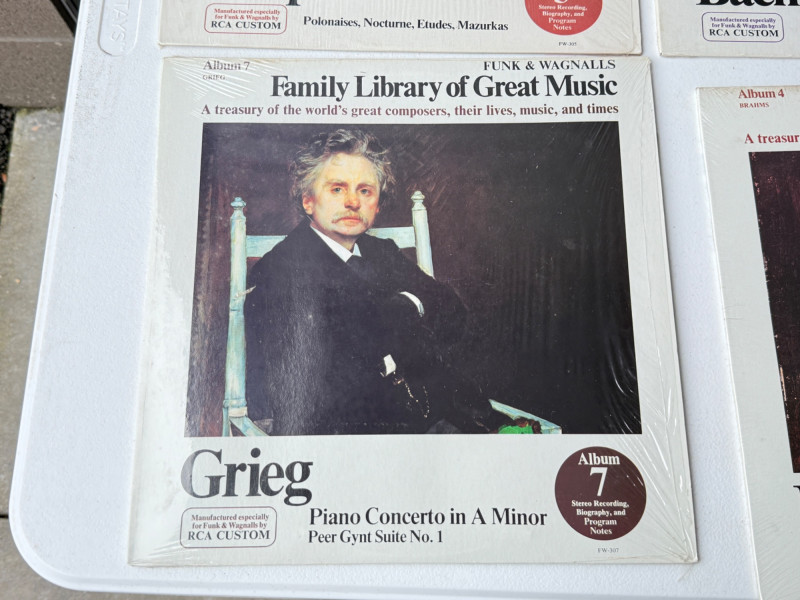 Manufactured especially
for Funk & Wagnalls by
RCA CUSTOM
Polonaises, Nocturne, Etudes, Mazurkas
Stereo Recording,
Biography, and
Program
Notes
FW-305
Manufactured especially
for Funk & Wagnalls by
RCA CUSTOM
Album 7
GRIEG
FUNK & WAGNALLS
Family Library of Great Music
A treasury of the world's great composers, their lives, music, and times
Grieg
Manufactured especially
for Funk & Wagnalls by
RCA CUSTOM
Piano Concerto in A Minor
Peer Gynt Suite No. 1
Album
7
Stereo Recording,
Biography, and
Program
Notes
FW-307
Album 4
BRAHMS